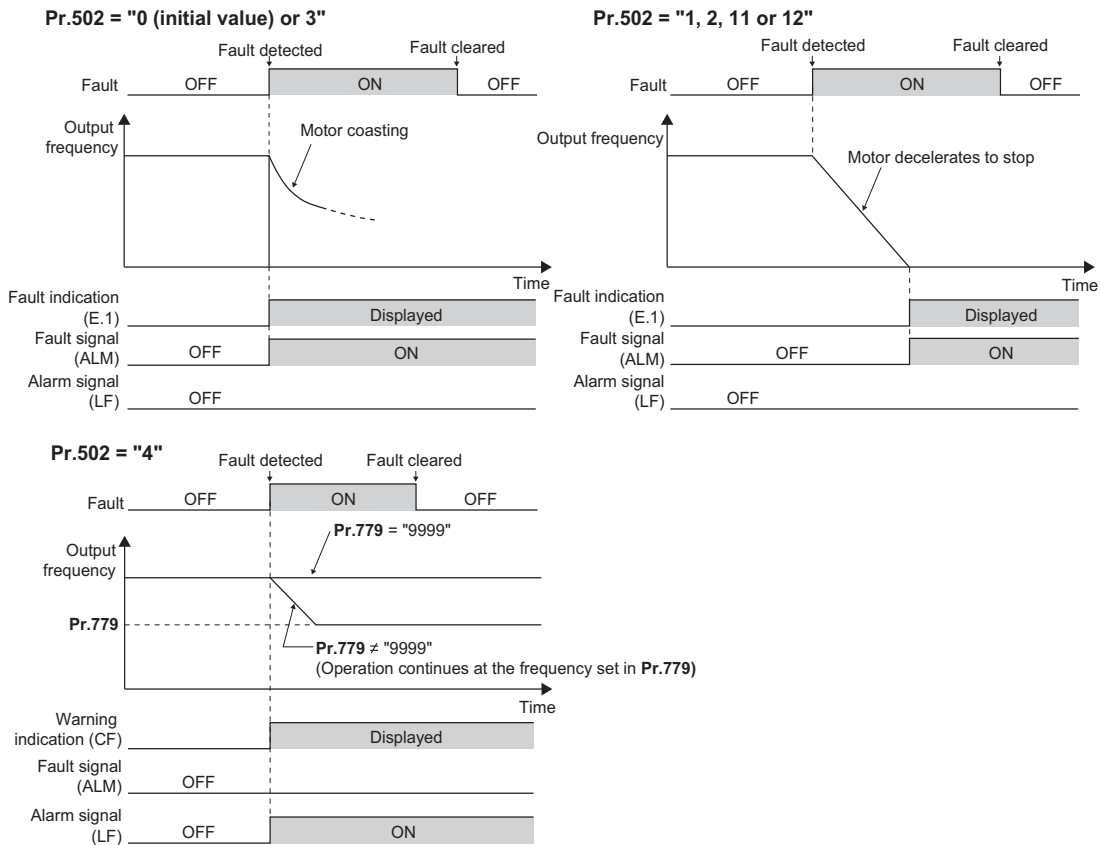 Pr.502 = "0 (initial value) or 3"
Fault detected
Fault cleared
Fault
OFF
ON
OFF
Output
frequency
Motor coasting
Time
Fault indication
(E.1)
Displayed
Fault signal
(ALM)
OFF
ON
Alarm signal
(LF)
OFF
Pr.502 = "1, 2, 11 or 12"
Fault detected
Fault cleared
Fault
OFF
ON
OFF
Output frequency
Motor decelerates to stop
Time
Fault indication
(E.1)
Displayed
Fault signal
(ALM)
OFF
ON
Alarm signal
(LF)
OFF
Pr.502 = "4"
Fault detected
Fault cleared
Fault
OFF
ON
OFF
Output
frequency
Pr.779 = "9999"
Pr.779
Pr.779 ≠ "9999"
(Operation continues at the frequency set in Pr.779)
Time
Warning
indication (CF)
Displayed
Fault signal
(ALM)
OFF
Alarm signal
(LF)
OFF
ON